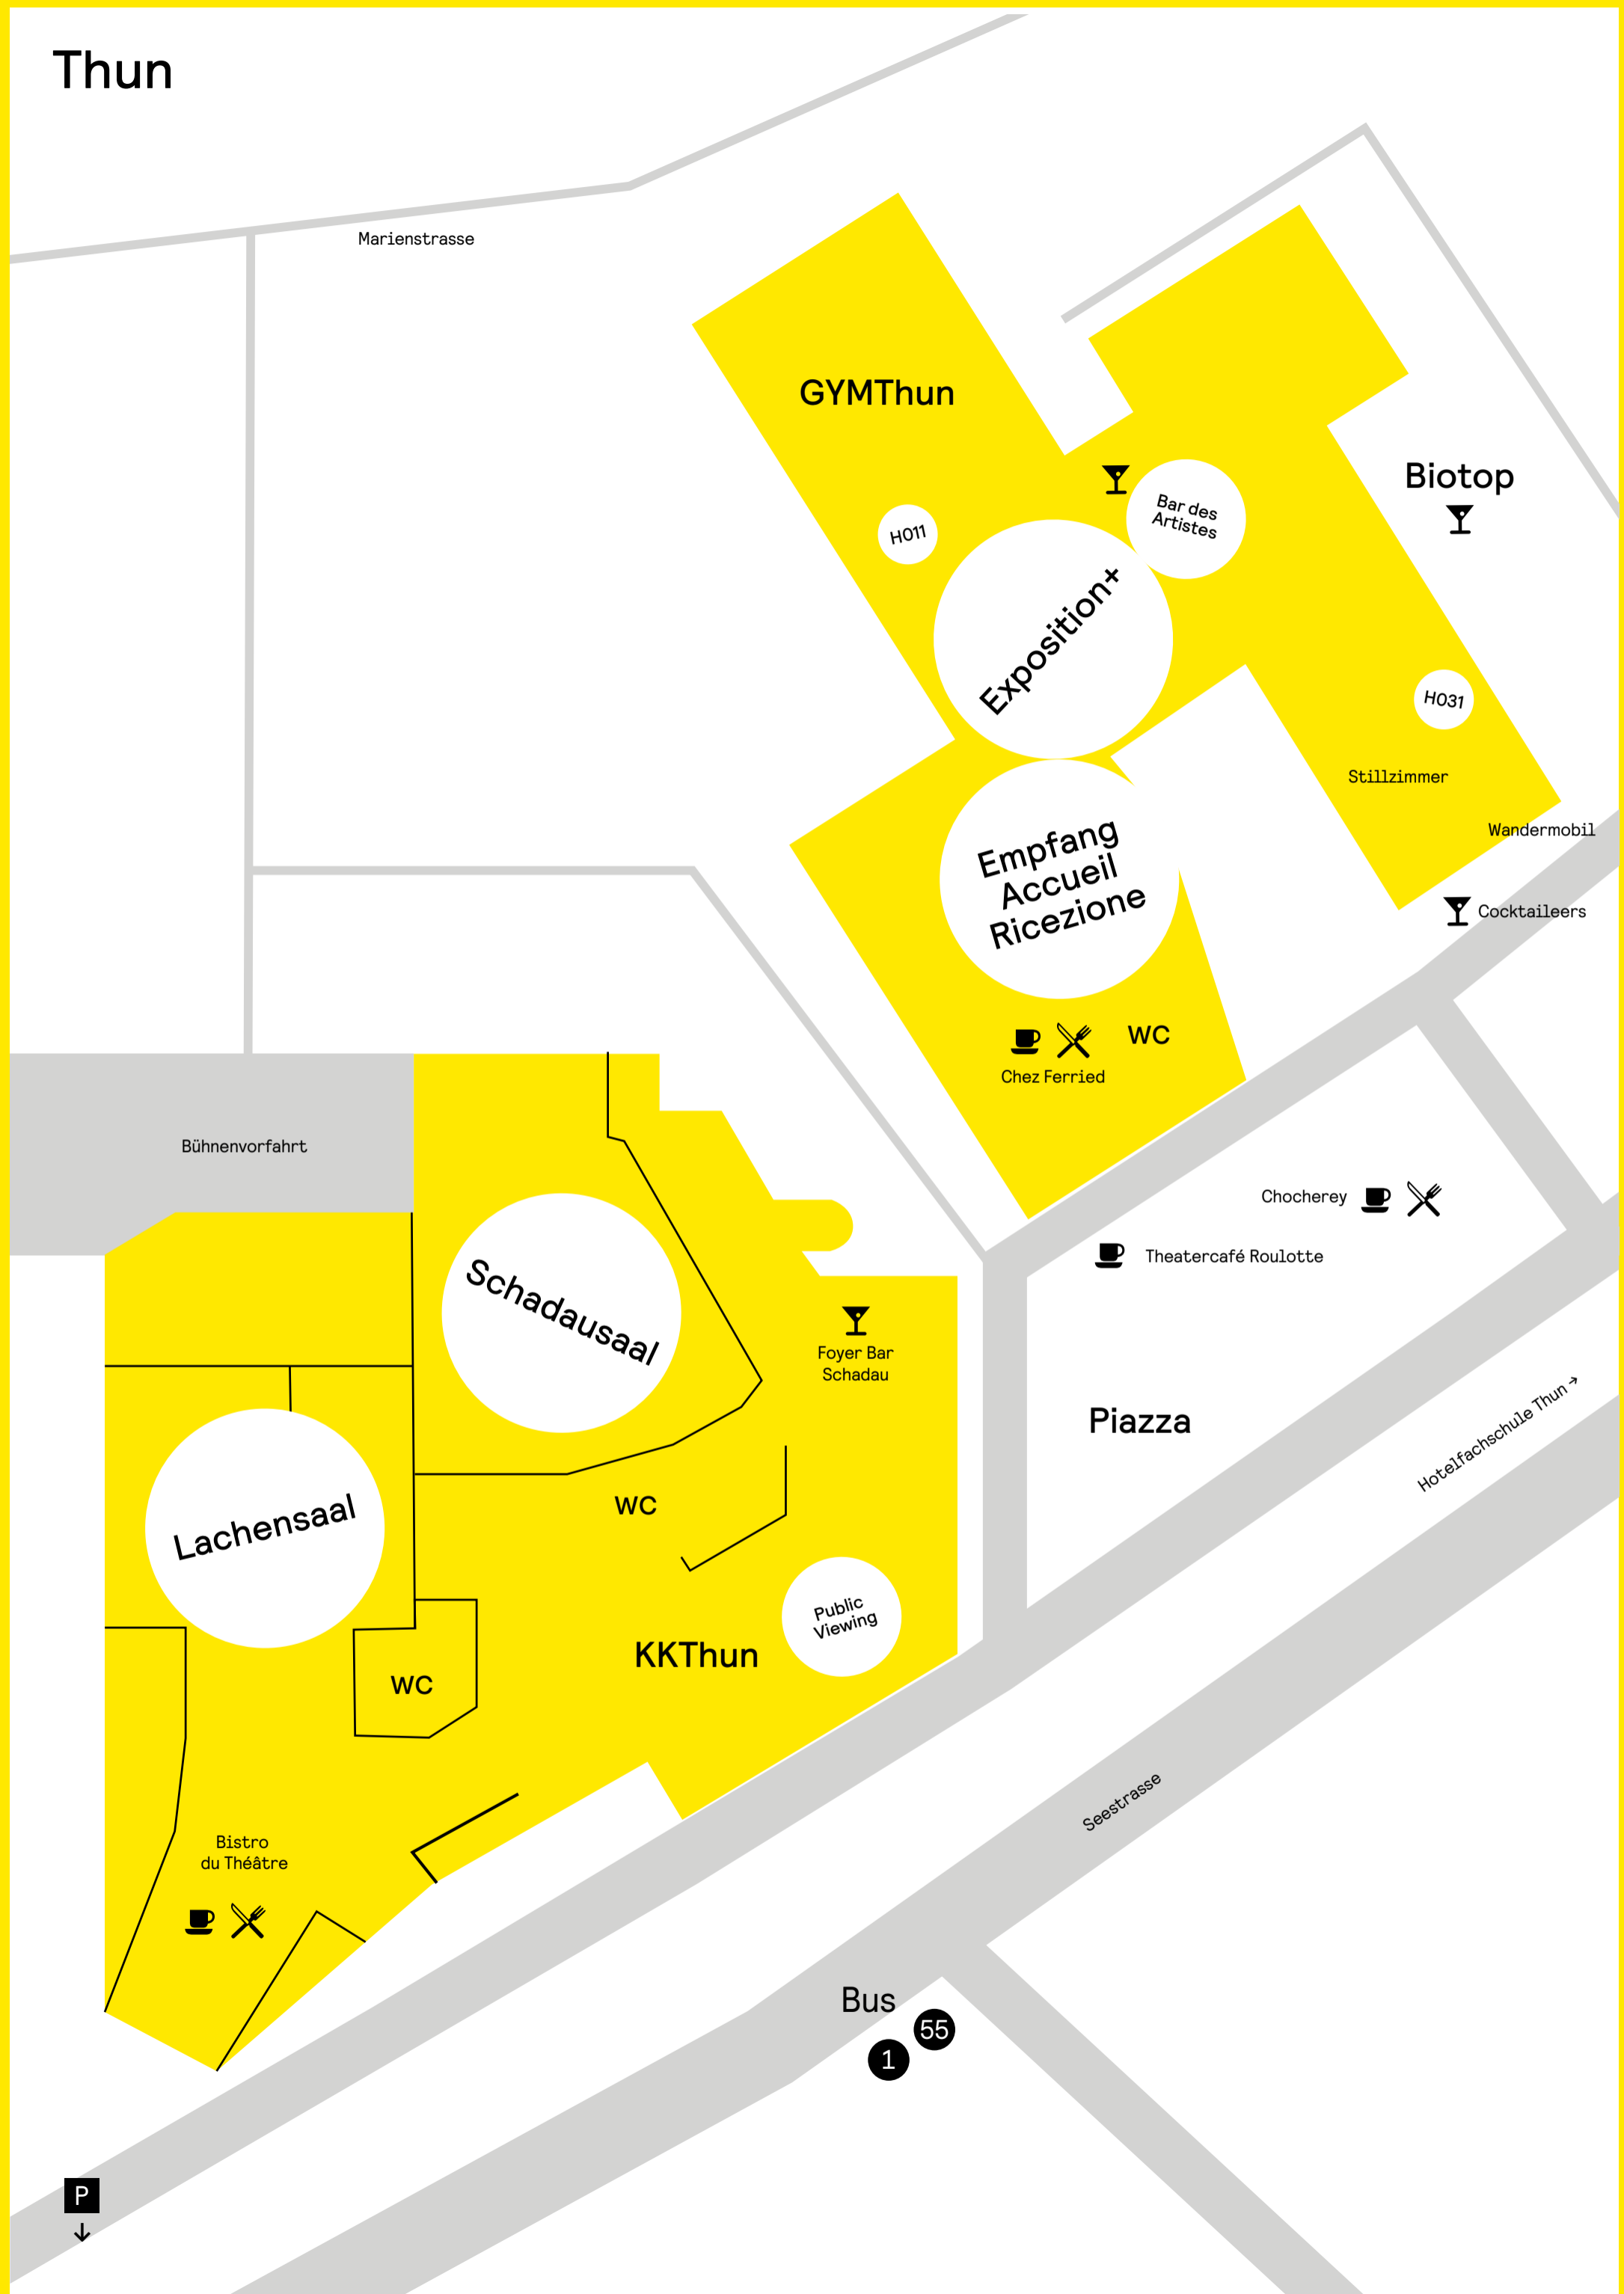 Thun
Marienstrasse
GYMThun
Biotop
Bar des
Artistes
H011
Exposition+
H031
Stillzimmer
Wandermobil
Empfang
Accueil
Ricezione
Cocktaileers
WC
Chez Ferried
Bühnenvorfahrt
Chocherey
Theatercafé Roulotte
Schadausaal
Foyer Bar
Schadau
Piazza
Hotelfachschule Thun →
WC
Lachensaal
Public
Viewing
KKThun
WC
Seestrasse
Bistro
du Théâtre
Bus
55
1
P
↓